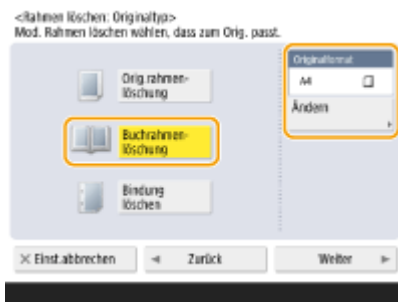 <Rahmen löschen: Originaltyp>
Mod. Rahmen löschen wählen, dass zum Orig. passt.
Originalformat
A4
Ändern
Orig.rahmen-
löschung
Buchrahmen-
löschung
Bindung
löschen
× Einst.abbrechen
Zurück
Weiter